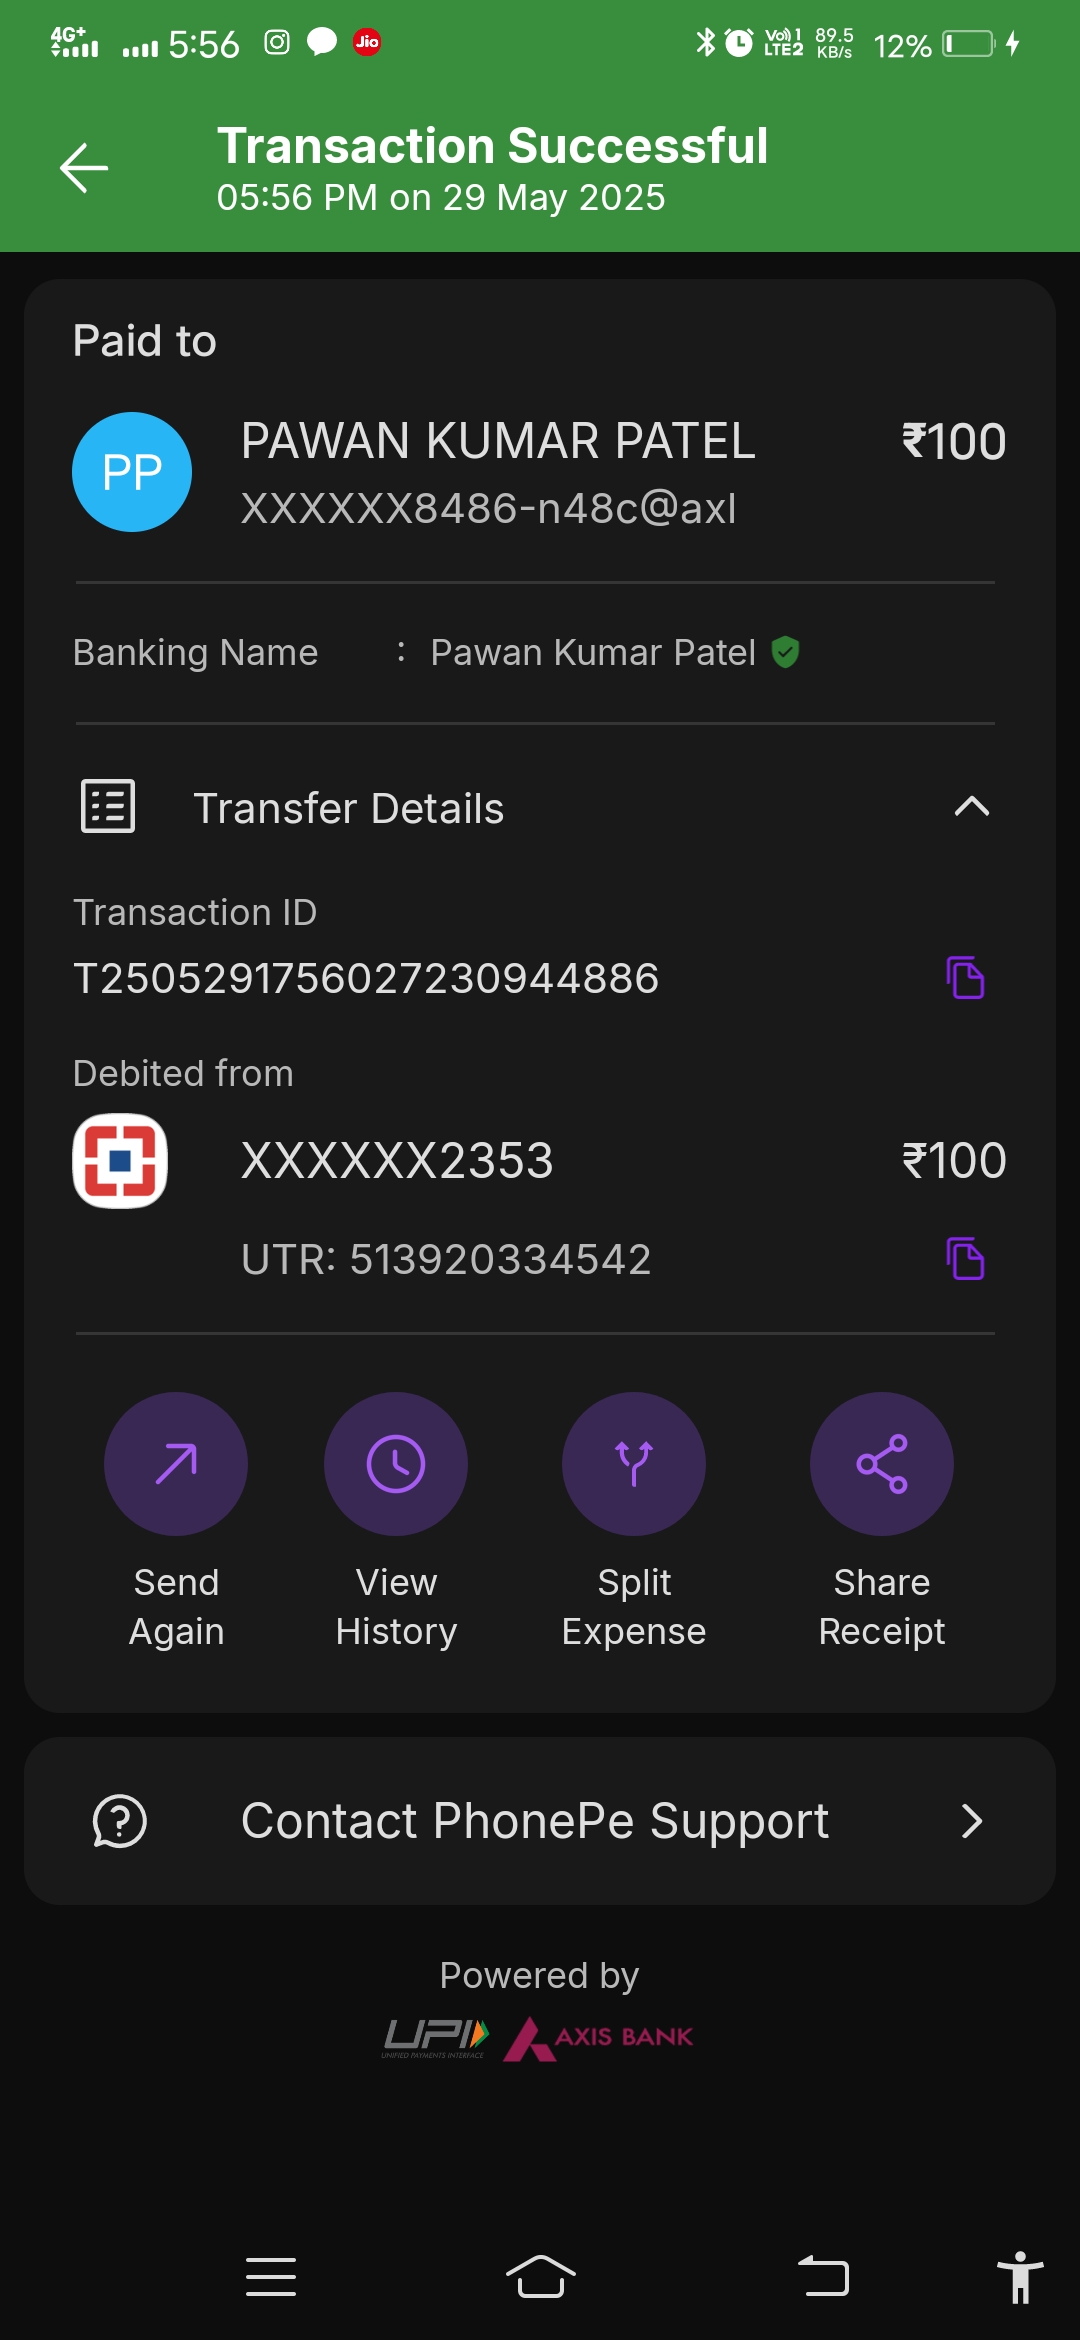 4G+ 5:56 Jio Vo)) 1 LTE2 89.5 KB/s 12%
Transaction Successful
05:56 PM on 29 May 2025
Paid to
PP PAWAN KUMAR PATEL ₹100
XXXXXX8486-n48c@axl
Banking Name : Pawan Kumar Patel
Transfer Details
Transaction ID
T2505291756027230944886
Debited from
XXXXXX2353 ₹100
UTR: 513920334542
Send Again
View History
Split Expense
Share Receipt
Contact PhonePe Support
Powered by
UPI AXIS BANK
UNIFIED PAYMENTS INTERFACE